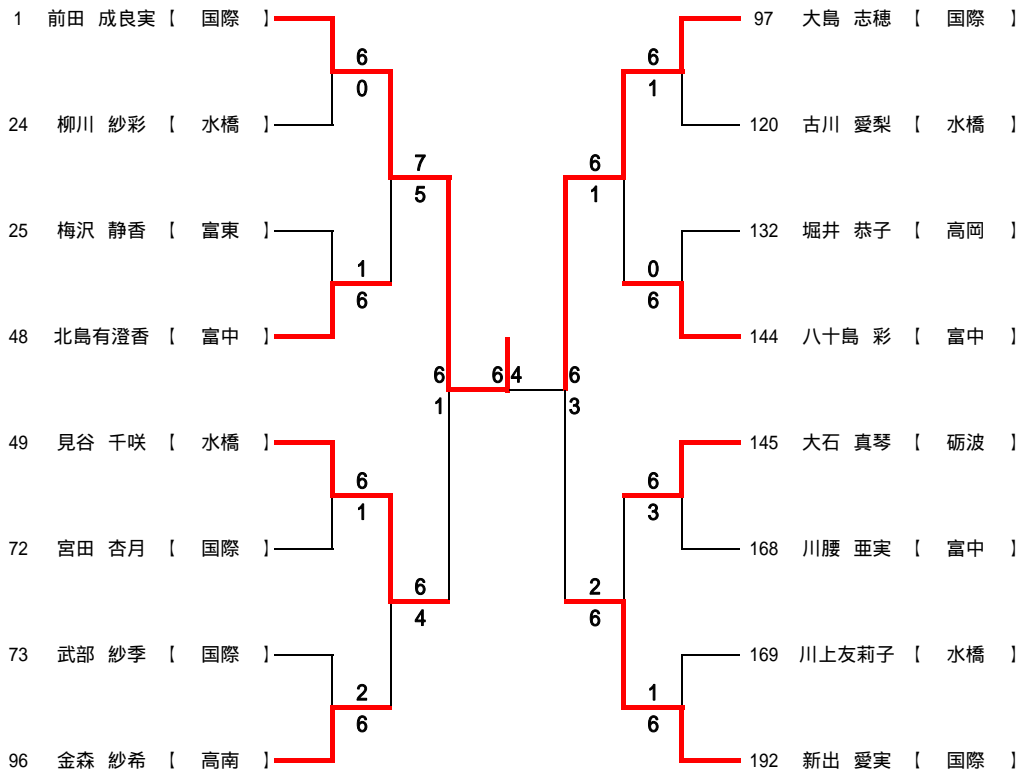 1 前田 成良実 【 国際 】
6
0
24 柳川 紗彩 【 水橋 】
7
5
25 梅沢 静香 【 富東 】
1
6
48 北島有澄香 【 富中 】
6
1
49 見谷 千咲 【 水橋 】
6
1
72 宮田 杏月 【 国際 】
6
4
73 武部 紗季 【 国際 】
2
6
96 金森 紗希 【 高南 】
6 4
97 大島 志穂 【 国際 】
6
1
120 古川 愛梨 【 水橋 】
6
1
132 堀井 恭子 【 高岡 】
0
6
144 八十島 彩 【 富中 】
6
3
145 大石 真琴 【 砺波 】
6
3
168 川腰 亜実 【 富中 】
2
6
169 川上友莉子 【 水橋 】
1
6
192 新出 愛実 【 国際 】